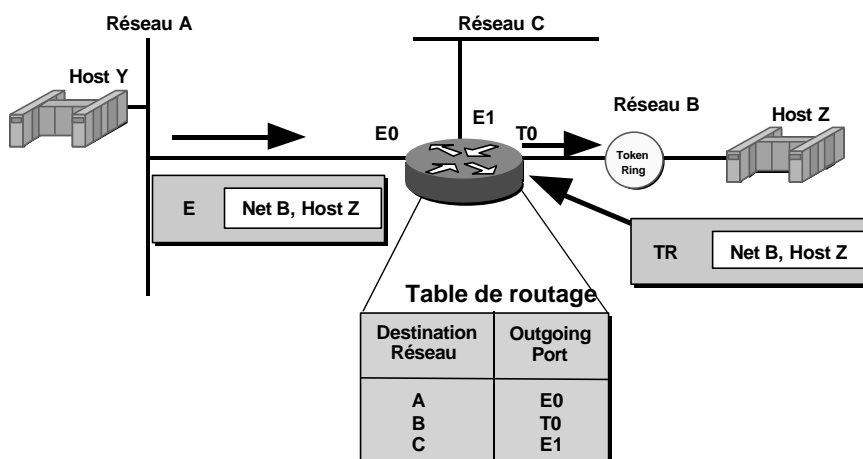 Réseau A
Réseau C
Host Y
Réseau B
Host Z
E0
E1
T0
Token
Ring
E
Net B, Host Z
TR
Net B, Host Z
Table de routage
Destination
Réseau
Outgoing
Port
A
E0
B
T0
C
E1